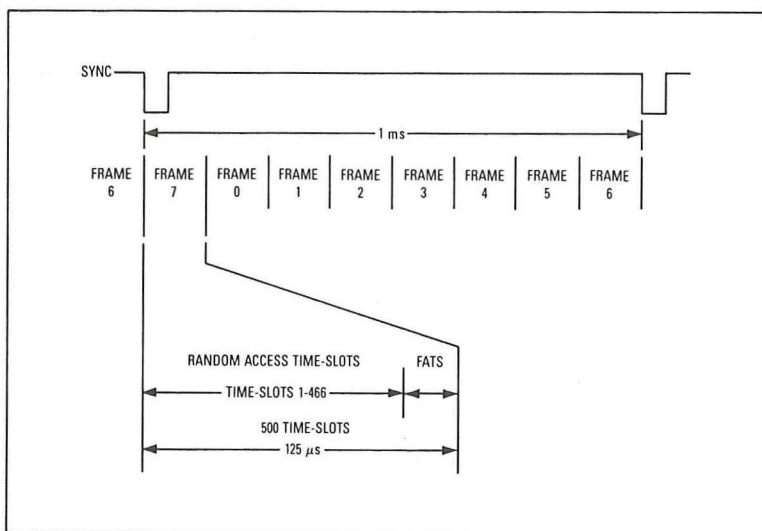 SYNC
1 ms
FRAME FRAME FRAME FRAME FRAME FRAME FRAME FRAME FRAME
6 7 0 1 2 3 4 5 6
RANDOM ACCESS TIME-SLOTS FATS
TIME-SLOTS 1-466
500 TIME-SLOTS
125 μs